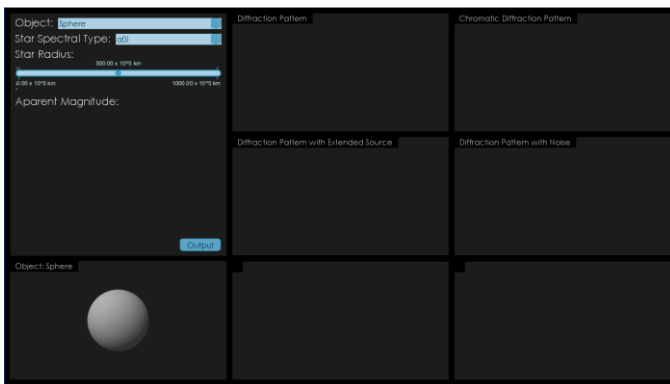 Object: Sphere
Star Spectral Type: a0i
Star Radius:
500.00 x 10^5 km
0.00 x 10^5 km 1000.00 x 10^5 km
Aparent Magnitude:
Output
Diffraction Pattern
Chromatic Diffraction Pattern
Diffraction Pattern with Extended Source
Diffraction Pattern with Noise
Object: Sphere